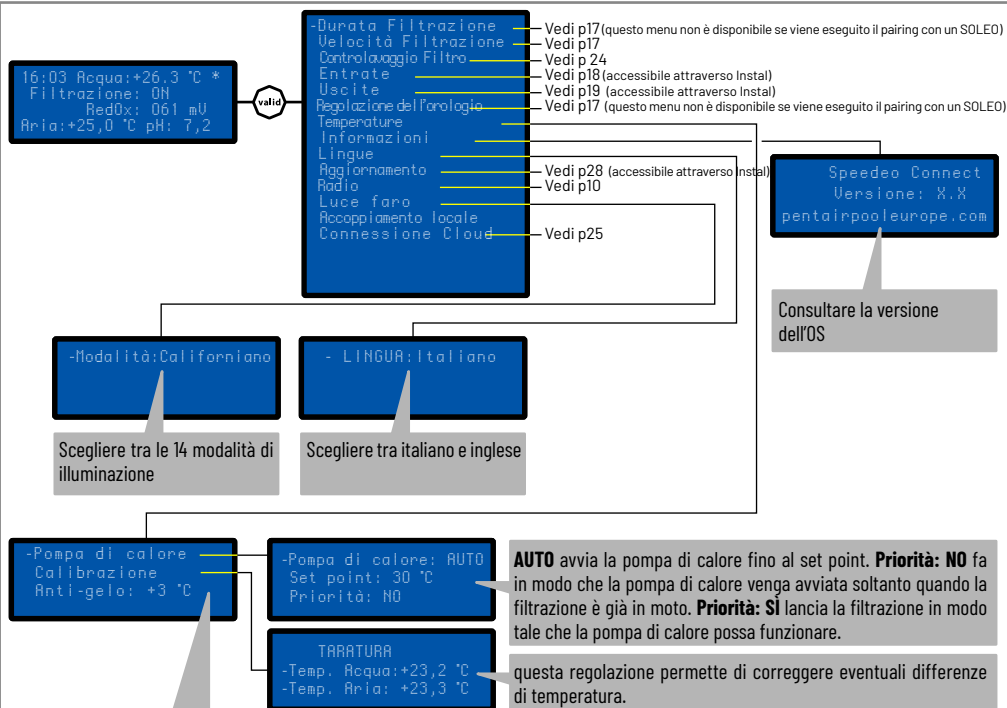 16:03 Acqua:+26.3 °C *
Filtrazione: ON
RedOx: 061 mV
Aria:+25,0 °C pH: 7,2
valid
-Durata Filtrazione
Velocità Filtrazione
Controlavaggio Filtro
Entrate
Uscite
Regolazione dell'orologio
Temperature
Informazioni
Lingue
Aggiornamento
Radio
Luce faro
Accoppiamento locale
Connessione Cloud
Vedi p17(questo menu non è disponibile se viene eseguito il pairing con un SOLEO)
Vedi p17
Vedi p 24
Vedi p18(accessibile attraverso Instal)
Vedi p19 (accessibile attraverso Instal)
Vedi p17 (questo menu non è disponibile se viene eseguito il pairing con un SOLEO)
Vedi p28 (accessibile attraverso Instal)
Vedi p10
Vedi p25
Speedeo Connect
Versione: X.X
pentairpooleurope.com
Consultare la versione
dell'OS
-Modalità:Californiano
Scegliere tra le 14 modalità di
illuminazione
- LINGUA:Italiano
Scegliere tra italiano e inglese
-Pompa di calore
Calibrazione
Anti-gelo: +3 °C
-Pompa di calore: AUTO
Set point: 30 °C
Priorità: NO
AUTO avvia la pompa di calore fino al set point. Priorità: NO fa
in modo che la pompa di calore venga avviata soltanto quando la
filtrazione è già in moto. Priorità: SÌ lancia la filtrazione in modo
tale che la pompa di calore possa funzionare.
TARATURA
-Temp. Acqua:+23,2 °C
-Temp. Aria: +23,3 °C
questa regolazione permette di correggere eventuali differenze
di temperatura.